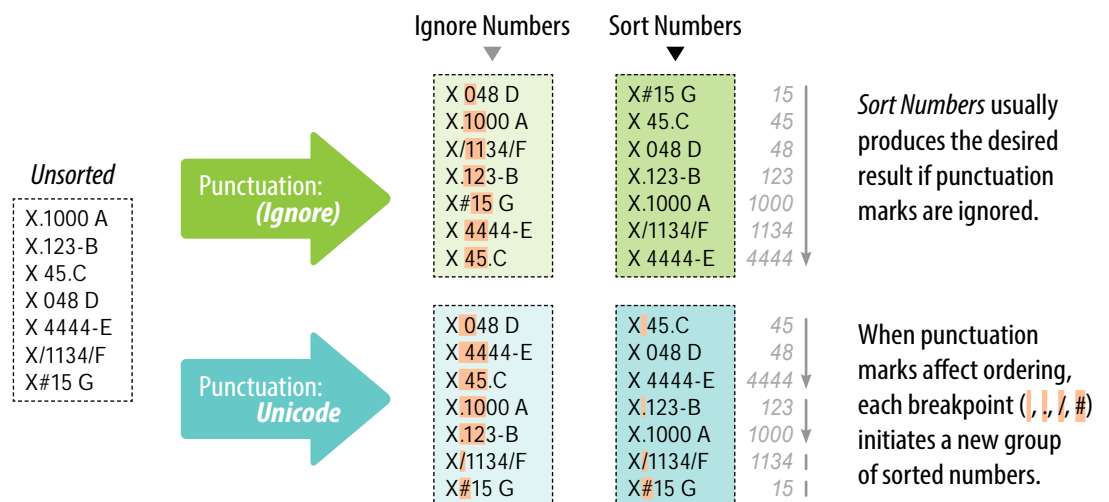 Ignore Numbers
Sort Numbers
Unsorted
X.1000 A
X.123-B
X 45.C
X 048 D
X 4444-E
X/1134/F
X#15 G
Punctuation:
(Ignore)
X 048 D
X.1000 A
X/1134/F
X.123-B
X#15 G
X 4444-E
X 45.C
X#15 G
X 45.C
X 048 D
X.123-B
X.1000 A
X/1134/F
X 4444-E
15
45
48
123
1000
1134
4444
Sort Numbers usually
produces the desired
result if punctuation
marks are ignored.
Punctuation:
Unicode
X 048 D
X 4444-E
X 45.C
X.1000 A
X.123-B
X/1134/F
X#15 G
X 45.C
X 048 D
X 4444-E
X.123-B
X.1000 A
X/1134/F
X#15 G
45
48
4444
123
1000
1134
15
When punctuation
marks affect ordering,
each breakpoint ( , ., /, #)
initiates a new group
of sorted numbers.